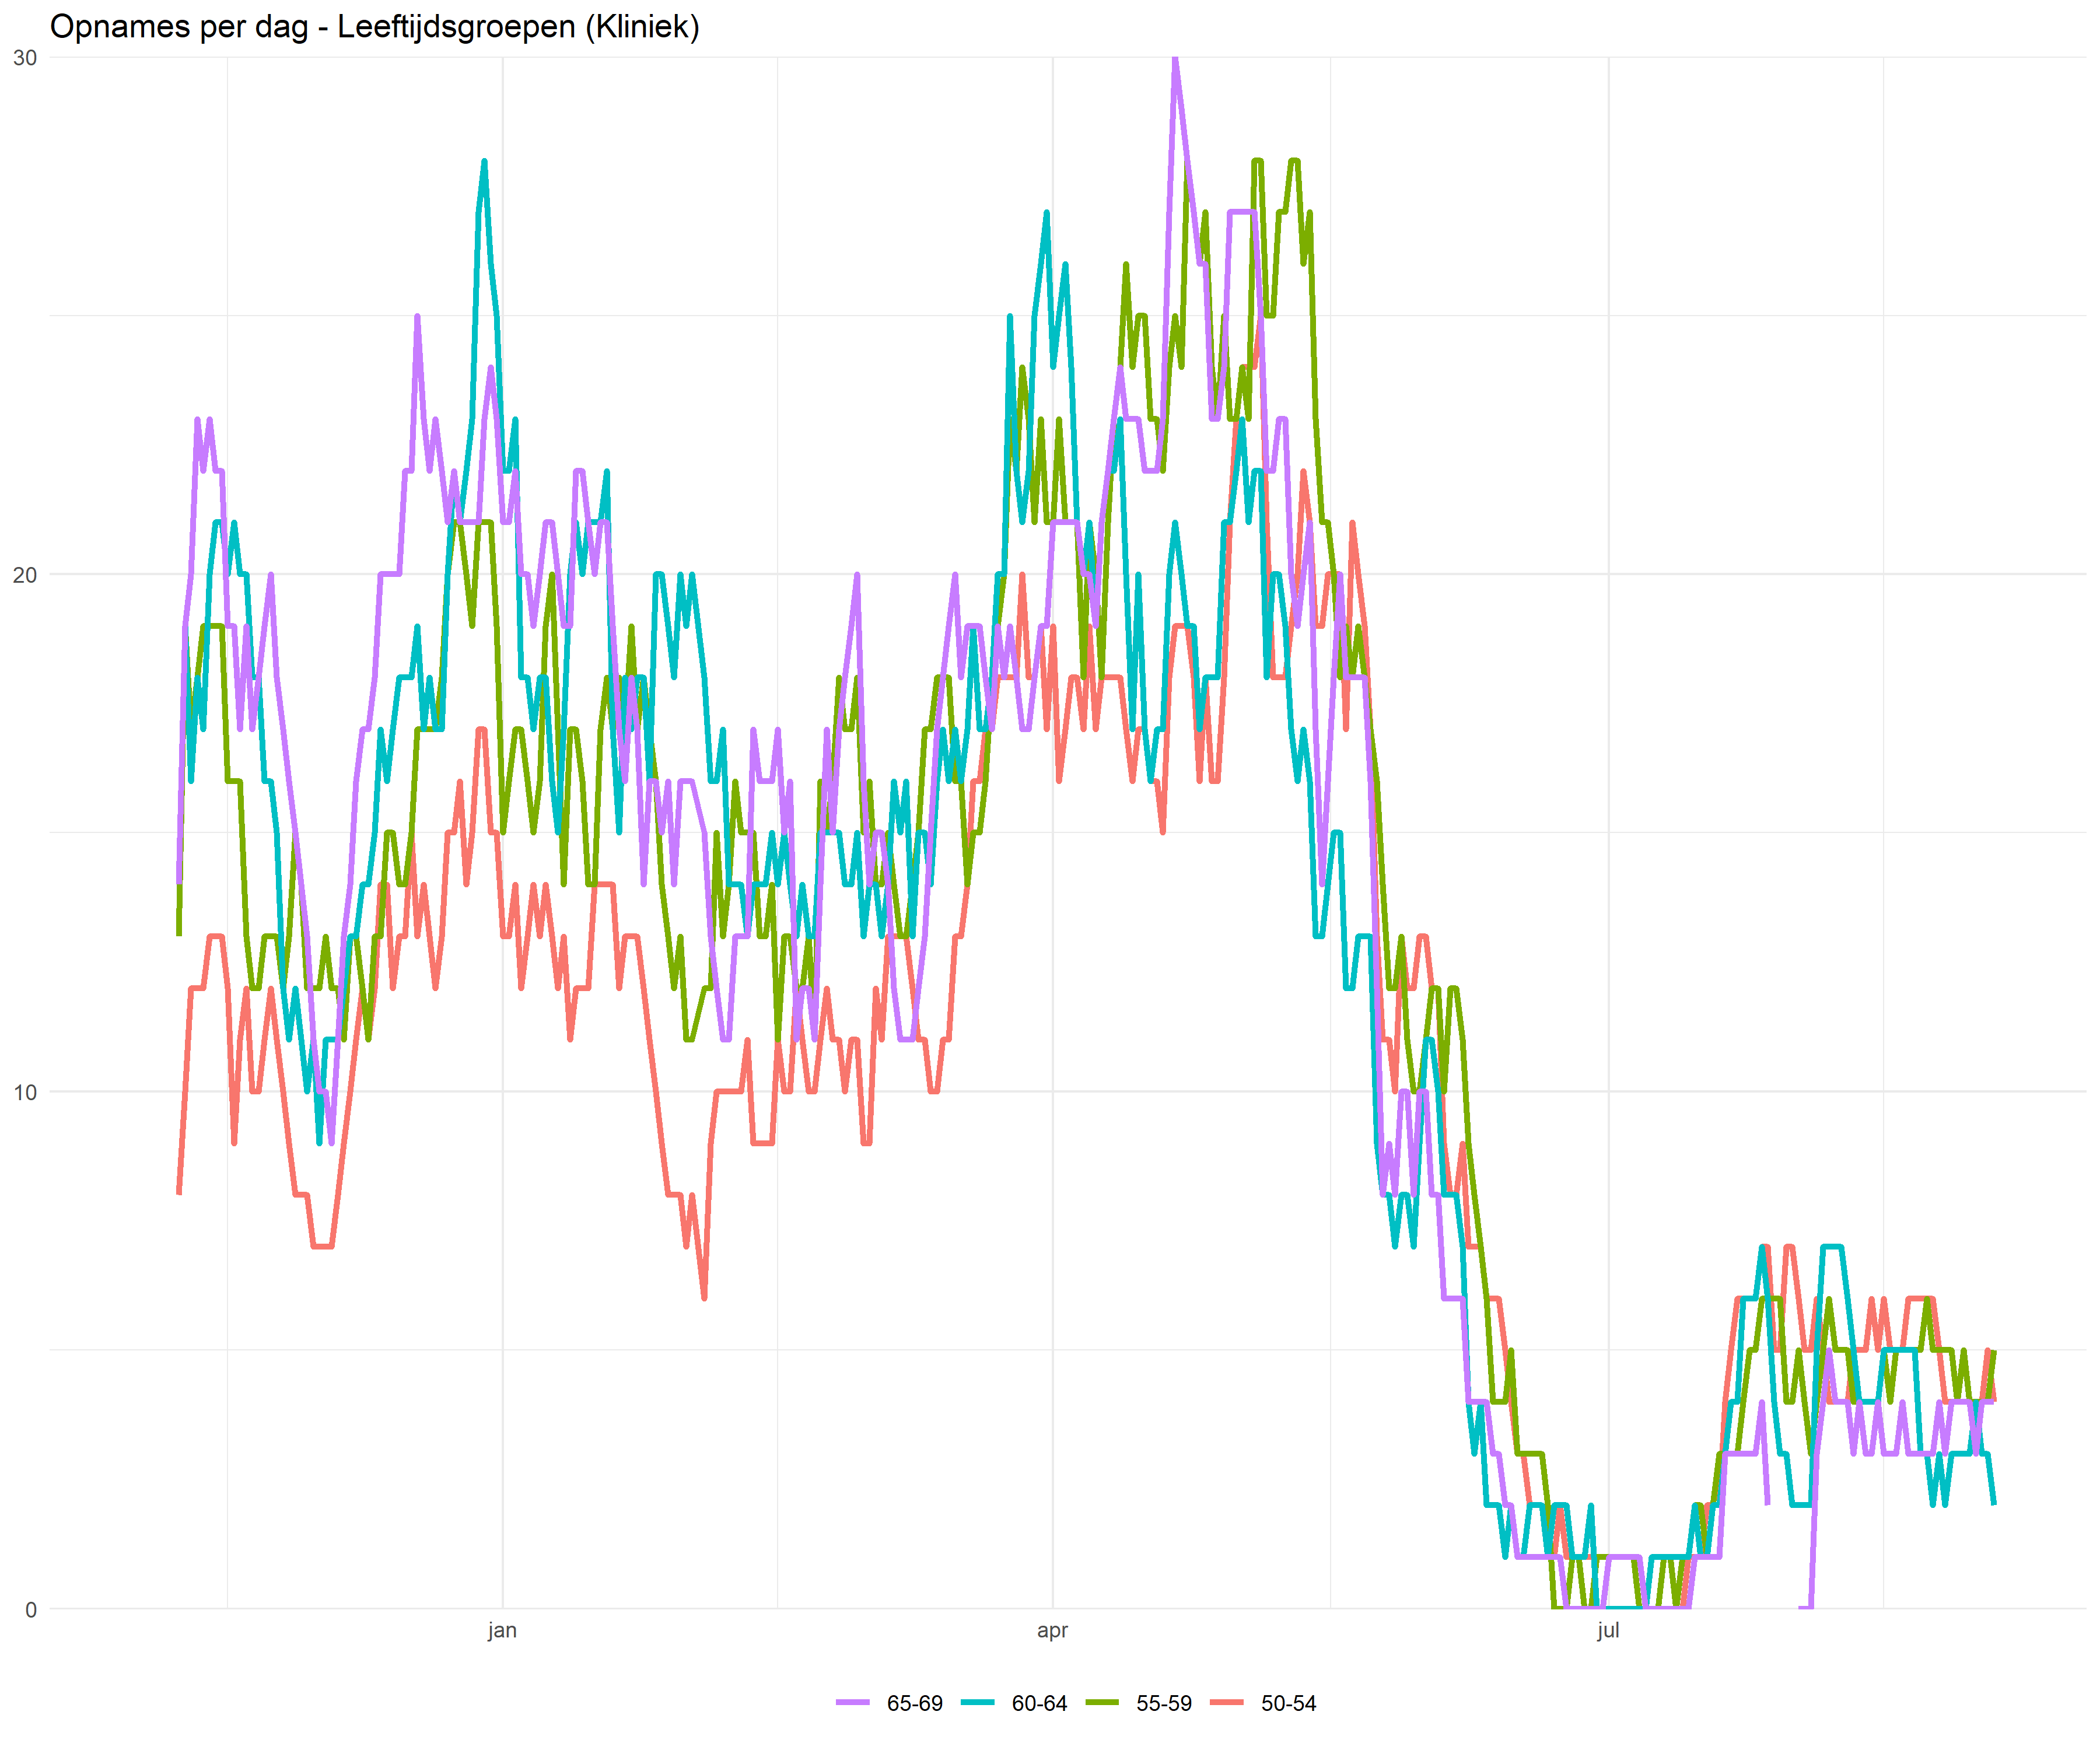 Opnames per dag - Leeftijdsgroepen (Kliniek)
30
20
10
0
jan apr jul
65-69 60-64 55-59 50-54